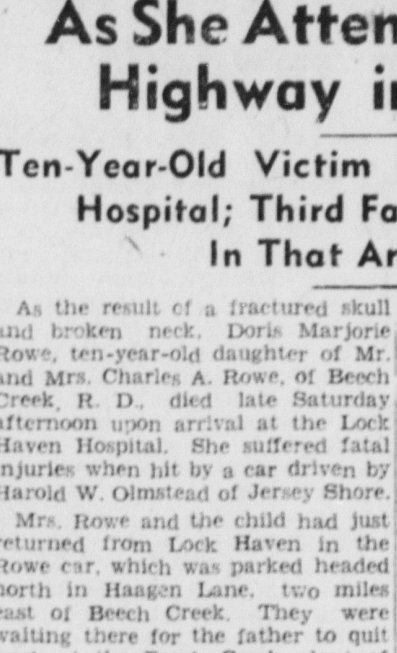 As She Atten
Highway i
Ten-Year-Old Victim
Hospital; Third Fa
In That Ar
As the result of a fractured skull
and broken neck, Doris Marjorie
Rowe, ten-year-old daughter of Mr.
and Mrs. Charles A. Rowe, of Beech
Creek, R. D., died late Saturday
afternoon upon arrival at the Lock
Haven Hospital. She suffered fatal
injuries when hit by a car driven by
Harold W. Olmstead of Jersey Shore.
Mrs. Rowe and the child had just
returned from Lock Haven in the
Rowe car, which was parked headed
north in Haagen Lane, two miles
east of Beech Creek. They were
waiting there for the father to quit